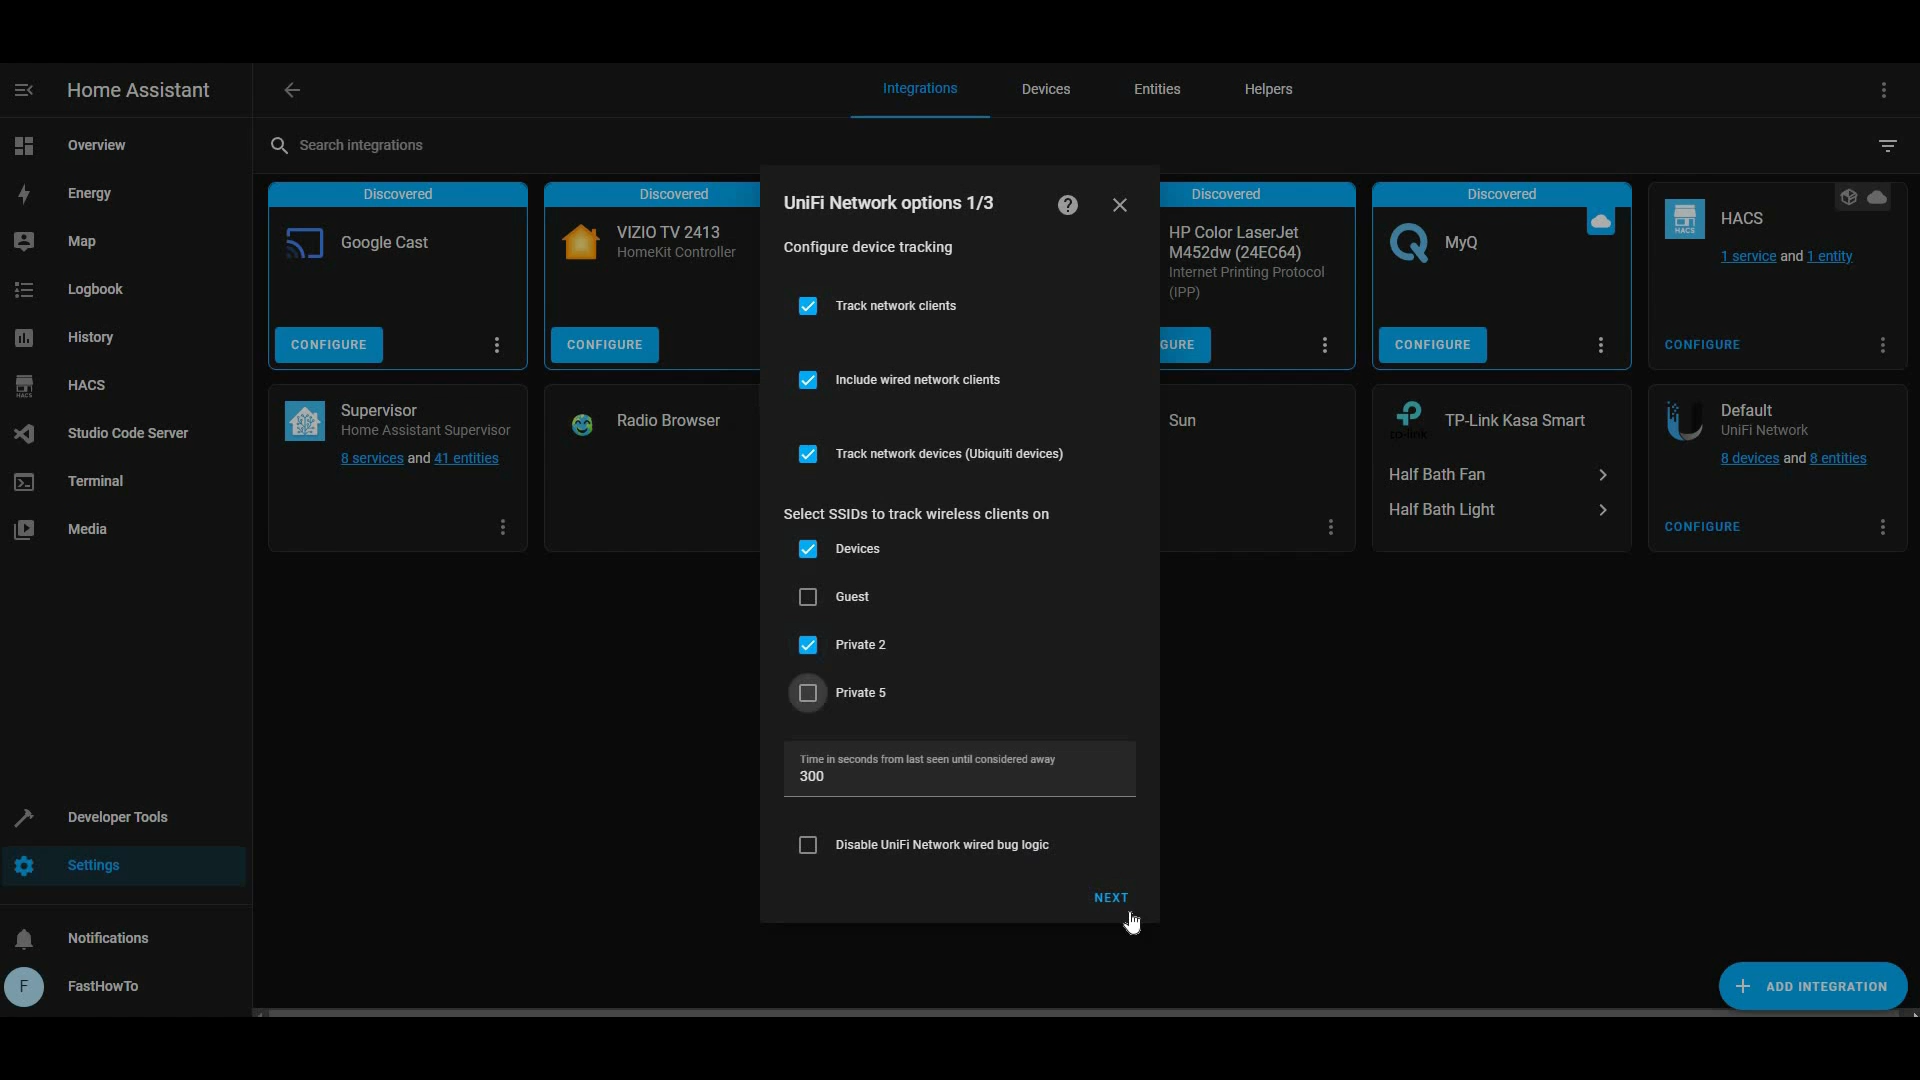 Home Assistant
Integrations
Devices
Entities
Helpers
Overview
Energy
Map
Logbook
History
HACS
Studio Code Server
Terminal
Media
Developer Tools
Settings
Notifications
F
FastHowTo
Search integrations
Discovered
Google Cast
CONFIGURE
Discovered
VIZIO TV 2413
HomeKit Controller
CONFIGURE
UniFi Network options 1/3
Configure device tracking
Track network clients
Include wired network clients
Track network devices (Ubiquiti devices)
Select SSIDs to track wireless clients on
Devices
Guest
Private 2
Private 5
Time in seconds from last seen until considered away
300
Disable UniFi Network wired bug logic
NEXT
Discovered
HP Color LaserJet
M452dw (24EC64)
Internet Printing Protocol
(IPP)
GURE
Discovered
MyQ
CONFIGURE
HACS
HACS
1 service and 1 entity
CONFIGURE
Supervisor
Home Assistant Supervisor
8 services and 41 entities
Radio Browser
Sun
tp-link
TP-Link Kasa Smart
Half Bath Fan
Half Bath Light
Default
UniFi Network
8 devices and 8 entities
CONFIGURE
ADD INTEGRATION